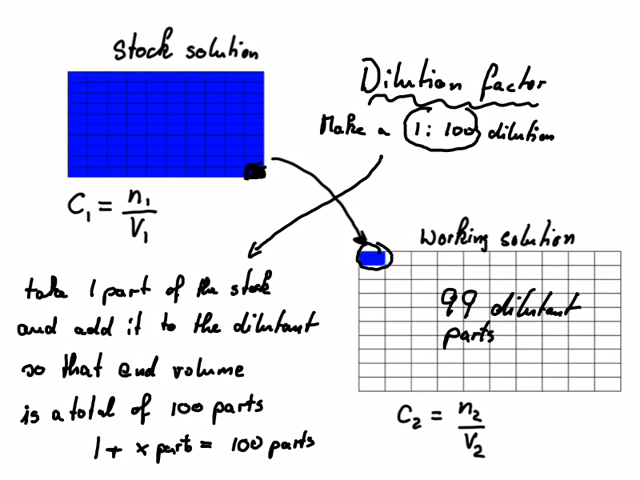 Stock solution
Dilution factor
Make a 1:100 dilution
C1 = n1/V1
Working solution
99 dilutant
parts
take 1 part of the stock
and add it to the dilutant
so that end volume
is a total of 100 parts
1 + x part = 100 parts
C2 = n2/V2